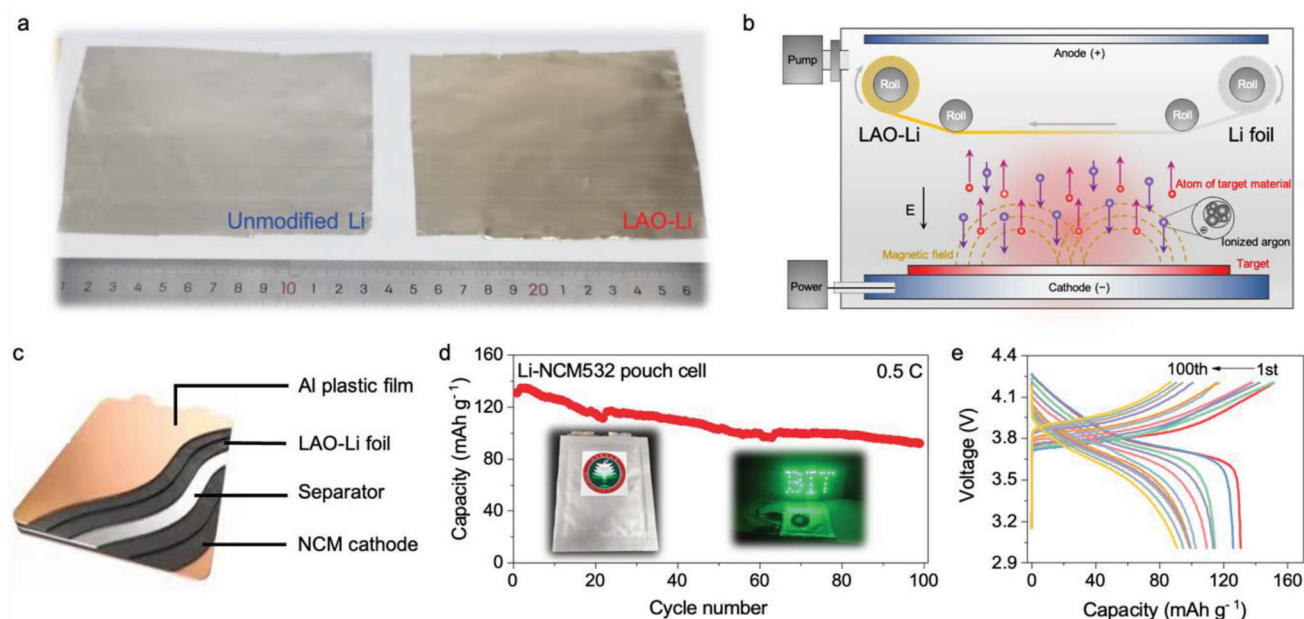 a
Unmodified Li
LAO-Li
1 2 3 4 5 6 7 8 9 10 1 2 3 4 5 6 7 8 9 20 1 2 3 4 5 6
b
Anode (+)
Pump
Roll
Roll
Roll
Roll
LAO-Li
Li foil
Atom of target material
E
Ionized argon
Magnetic field
Target
Power
Cathode (−)
c
Al plastic film
LAO-Li foil
Separator
NCM cathode
d
Li-NCM532 pouch cell
0.5 C
BIT
Capacity (mAh g⁻¹)
160
120
80
40
0
0 20 40 60 80 100
Cycle number
e
100th
1st
Voltage (V)
4.4
4.1
3.8
3.5
3.2
2.9
0 40 80 120 160
Capacity (mAh g⁻¹)